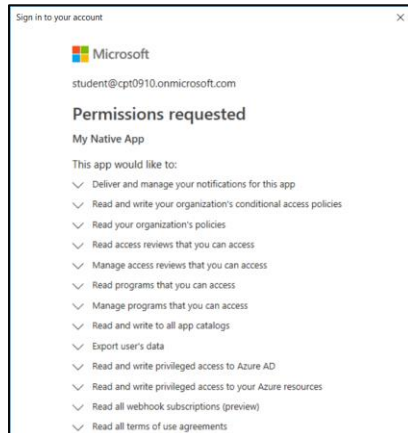 Sign in to your account
Microsoft
student@cpt0910.onmicrosoft.com
Permissions requested
My Native App
This app would like to:
Deliver and manage your notifications for this app
Read and write your organization's conditional access policies
Read your organization's policies
Read access reviews that you can access
Manage access reviews that you can access
Read programs that you can access
Manage programs that you can access
Read and write to all app catalogs
Export user's data
Read and write privileged access to Azure AD
Read and write privileged access to your Azure resources
Read all webhook subscriptions (preview)
Read all terms of use agreements